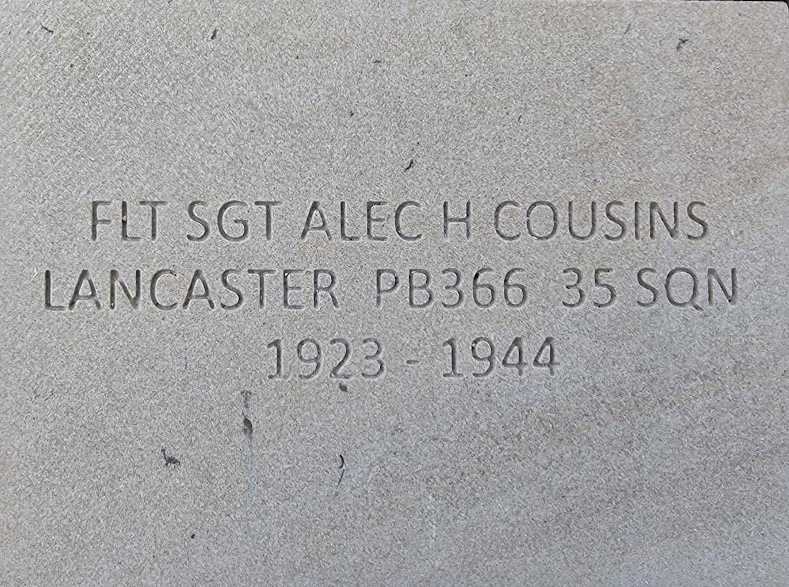 FLT SGT ALEC H COUSINS
LANCASTER PB366 35 SQN
1923 - 1944